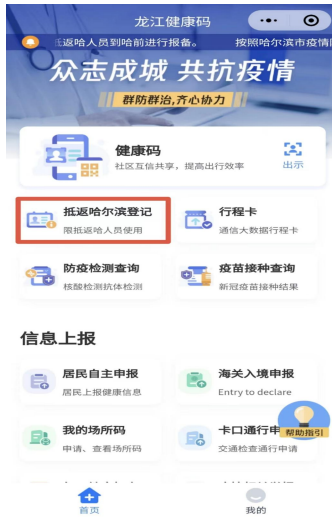 龙江健康码
返哈人员到哈前进行报备。 按照哈尔滨市疫情
众志成城 共抗疫情
群防群治,齐心协力
健康码
社区互信共享，提高出行效率
出示
抵返哈尔滨登记
行程卡
限抵返哈人员使用
通信大数据行程卡
防疫检测查询
疫苗接种查询
核酸检测抗体检测
新冠疫苗接种结果
信息上报
居民自主申报
海关入境申报
居民上报健康信息
Entry to declare
我的场所码
卡口通行申
帮助指引
申请、查看场所码
交通检查通行申请
首页
我的